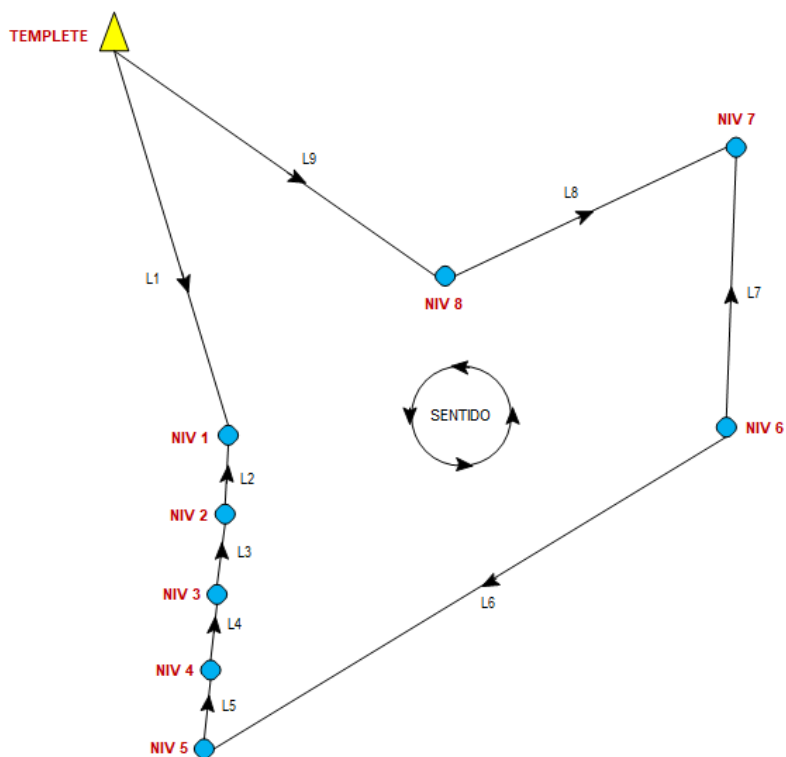 TEMPLETE
NIV 7
L9
L8
L1
NIV 8
L7
SENTIDO
NIV 1
NIV 6
L2
NIV 2
L3
NIV 3
L6
L4
NIV 4
L5
NIV 5